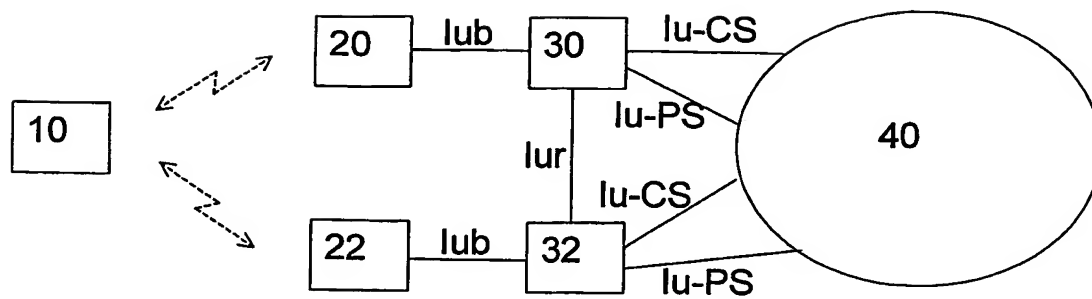 20 Iub 30 Iu-CS
10 Iu-PS 40
Iur
Iu-CS
22 Iub 32
Iu-PS